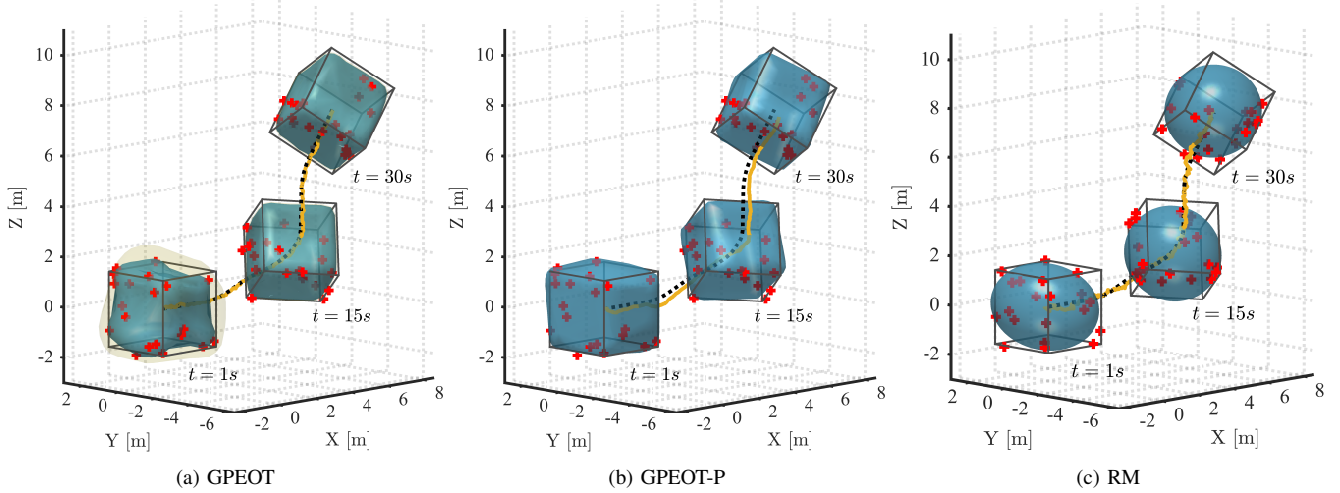 10
8
6
4
2
0
-2
Z [m]
t = 30s
t = 15s
t = 1s
2
0
-2
-4
-6
-2
0
2
4
6
8
Y [m]
X [m]
(a) GPEOT
10
8
6
4
2
0
-2
Z [m]
t = 30s
t = 15s
t = 1s
2
0
-2
-4
-6
-2
0
2
4
6
8
Y [m]
X [m]
(b) GPEOT-P
10
8
6
4
2
0
-2
Z [m]
t = 30s
t = 15s
t = 1s
2
0
-2
-4
-6
-2
0
2
4
6
8
Y [m]
X [m]
(c) RM